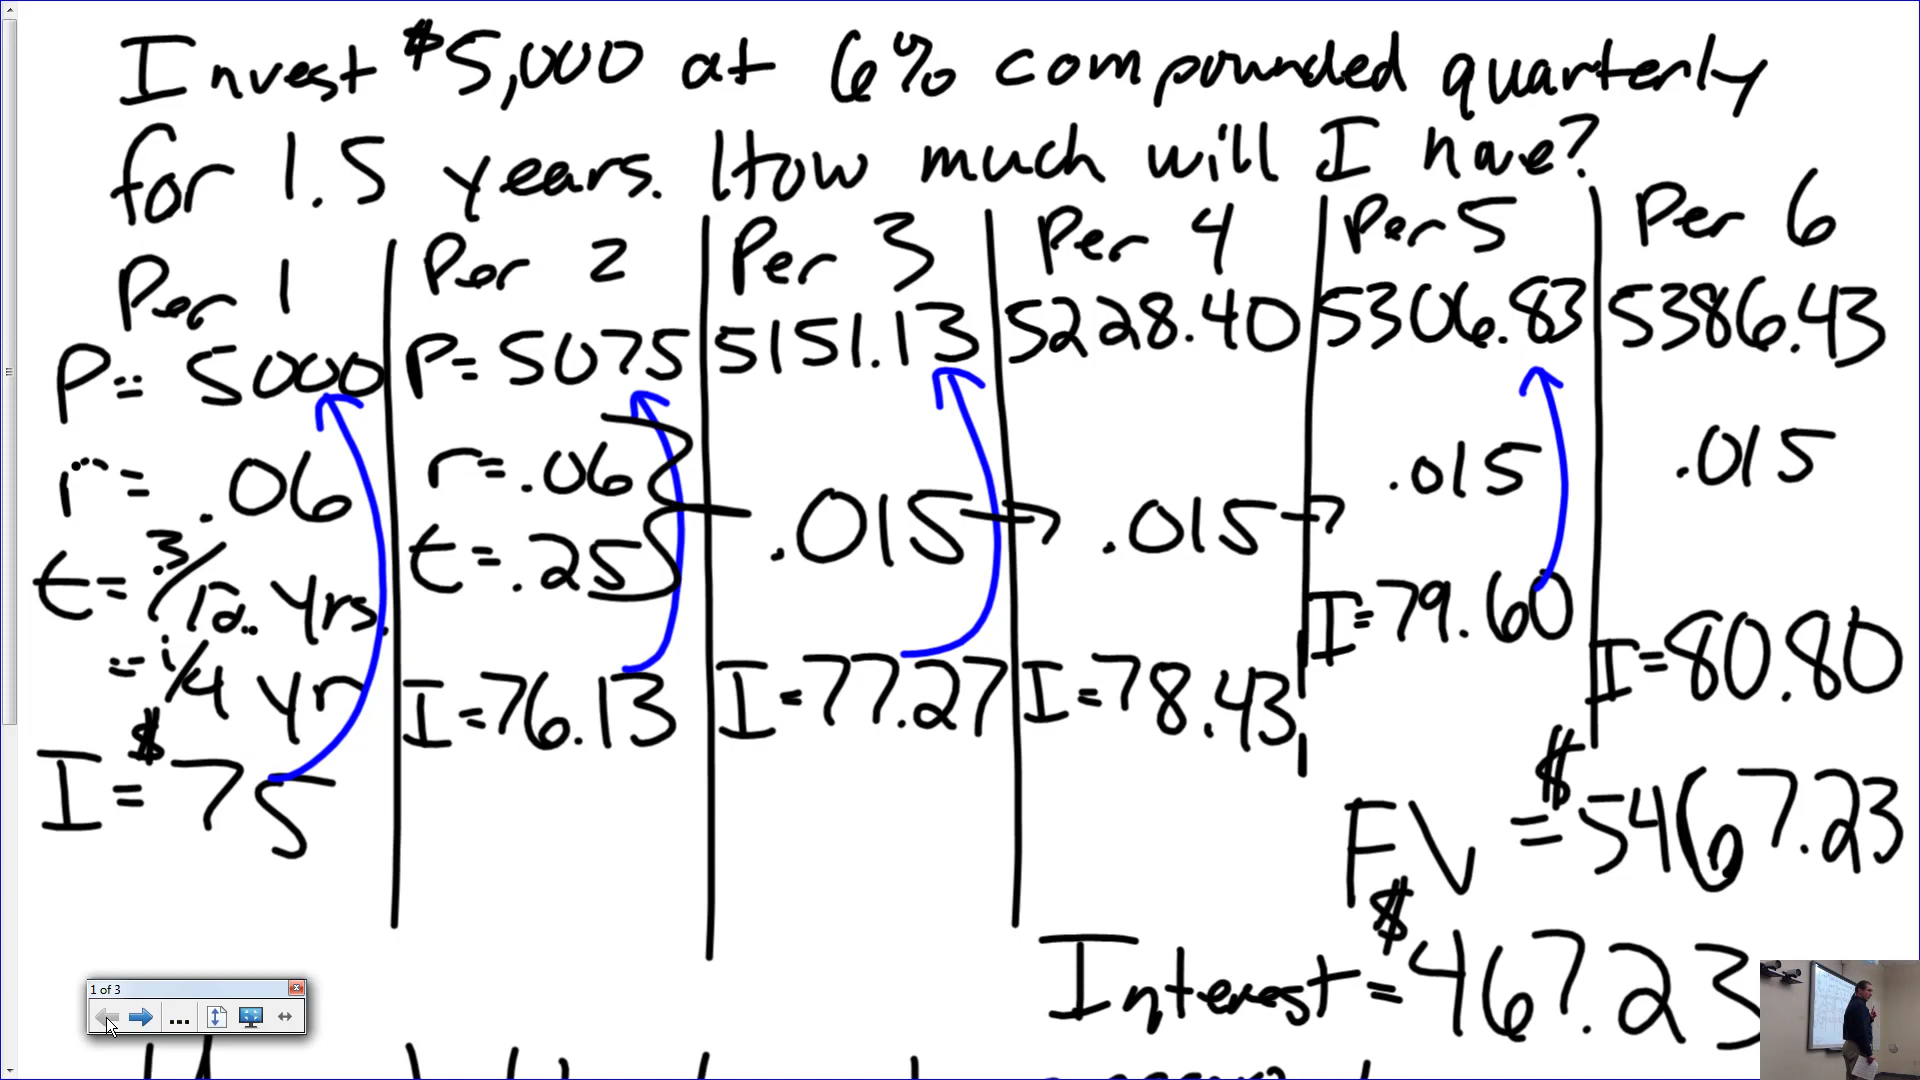 Invest $5,000 at 6% compounded quarterly
for 1.5 years. How much will I have?
Per 1
P = 5000
r = .06
t = 3/12 yrs.
= 1/4 yr
I = $75
Per 2
P = 5075
r = .06
t = .25
I = 76.13
Per 3
5151.13
.015
I = 77.27
Per 4
5228.40
.015
I = 78.43
Per 5
5306.83
.015
I = 79.60
Per 6
5386.43
.015
I = 80.80
FV = $5467.23
Interest = $467.23
1 of 3